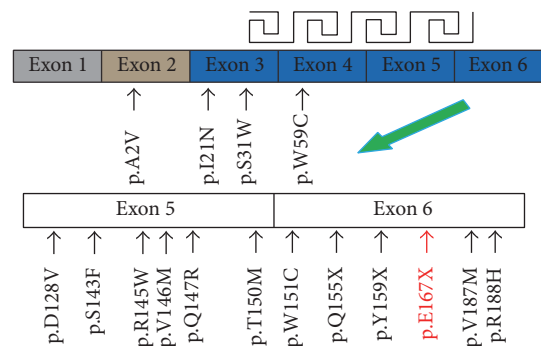 Exon 1 Exon 2 Exon 3 Exon 4 Exon 5 Exon 6
p.A2V p.I21N p.S31W p.W59C
Exon 5 Exon 6
p.D128V p.S143F p.R145W p.V146M p.Q147R p.T150M p.W151C p.Q155X p.Y159X p.E167X p.V187M p.R188H